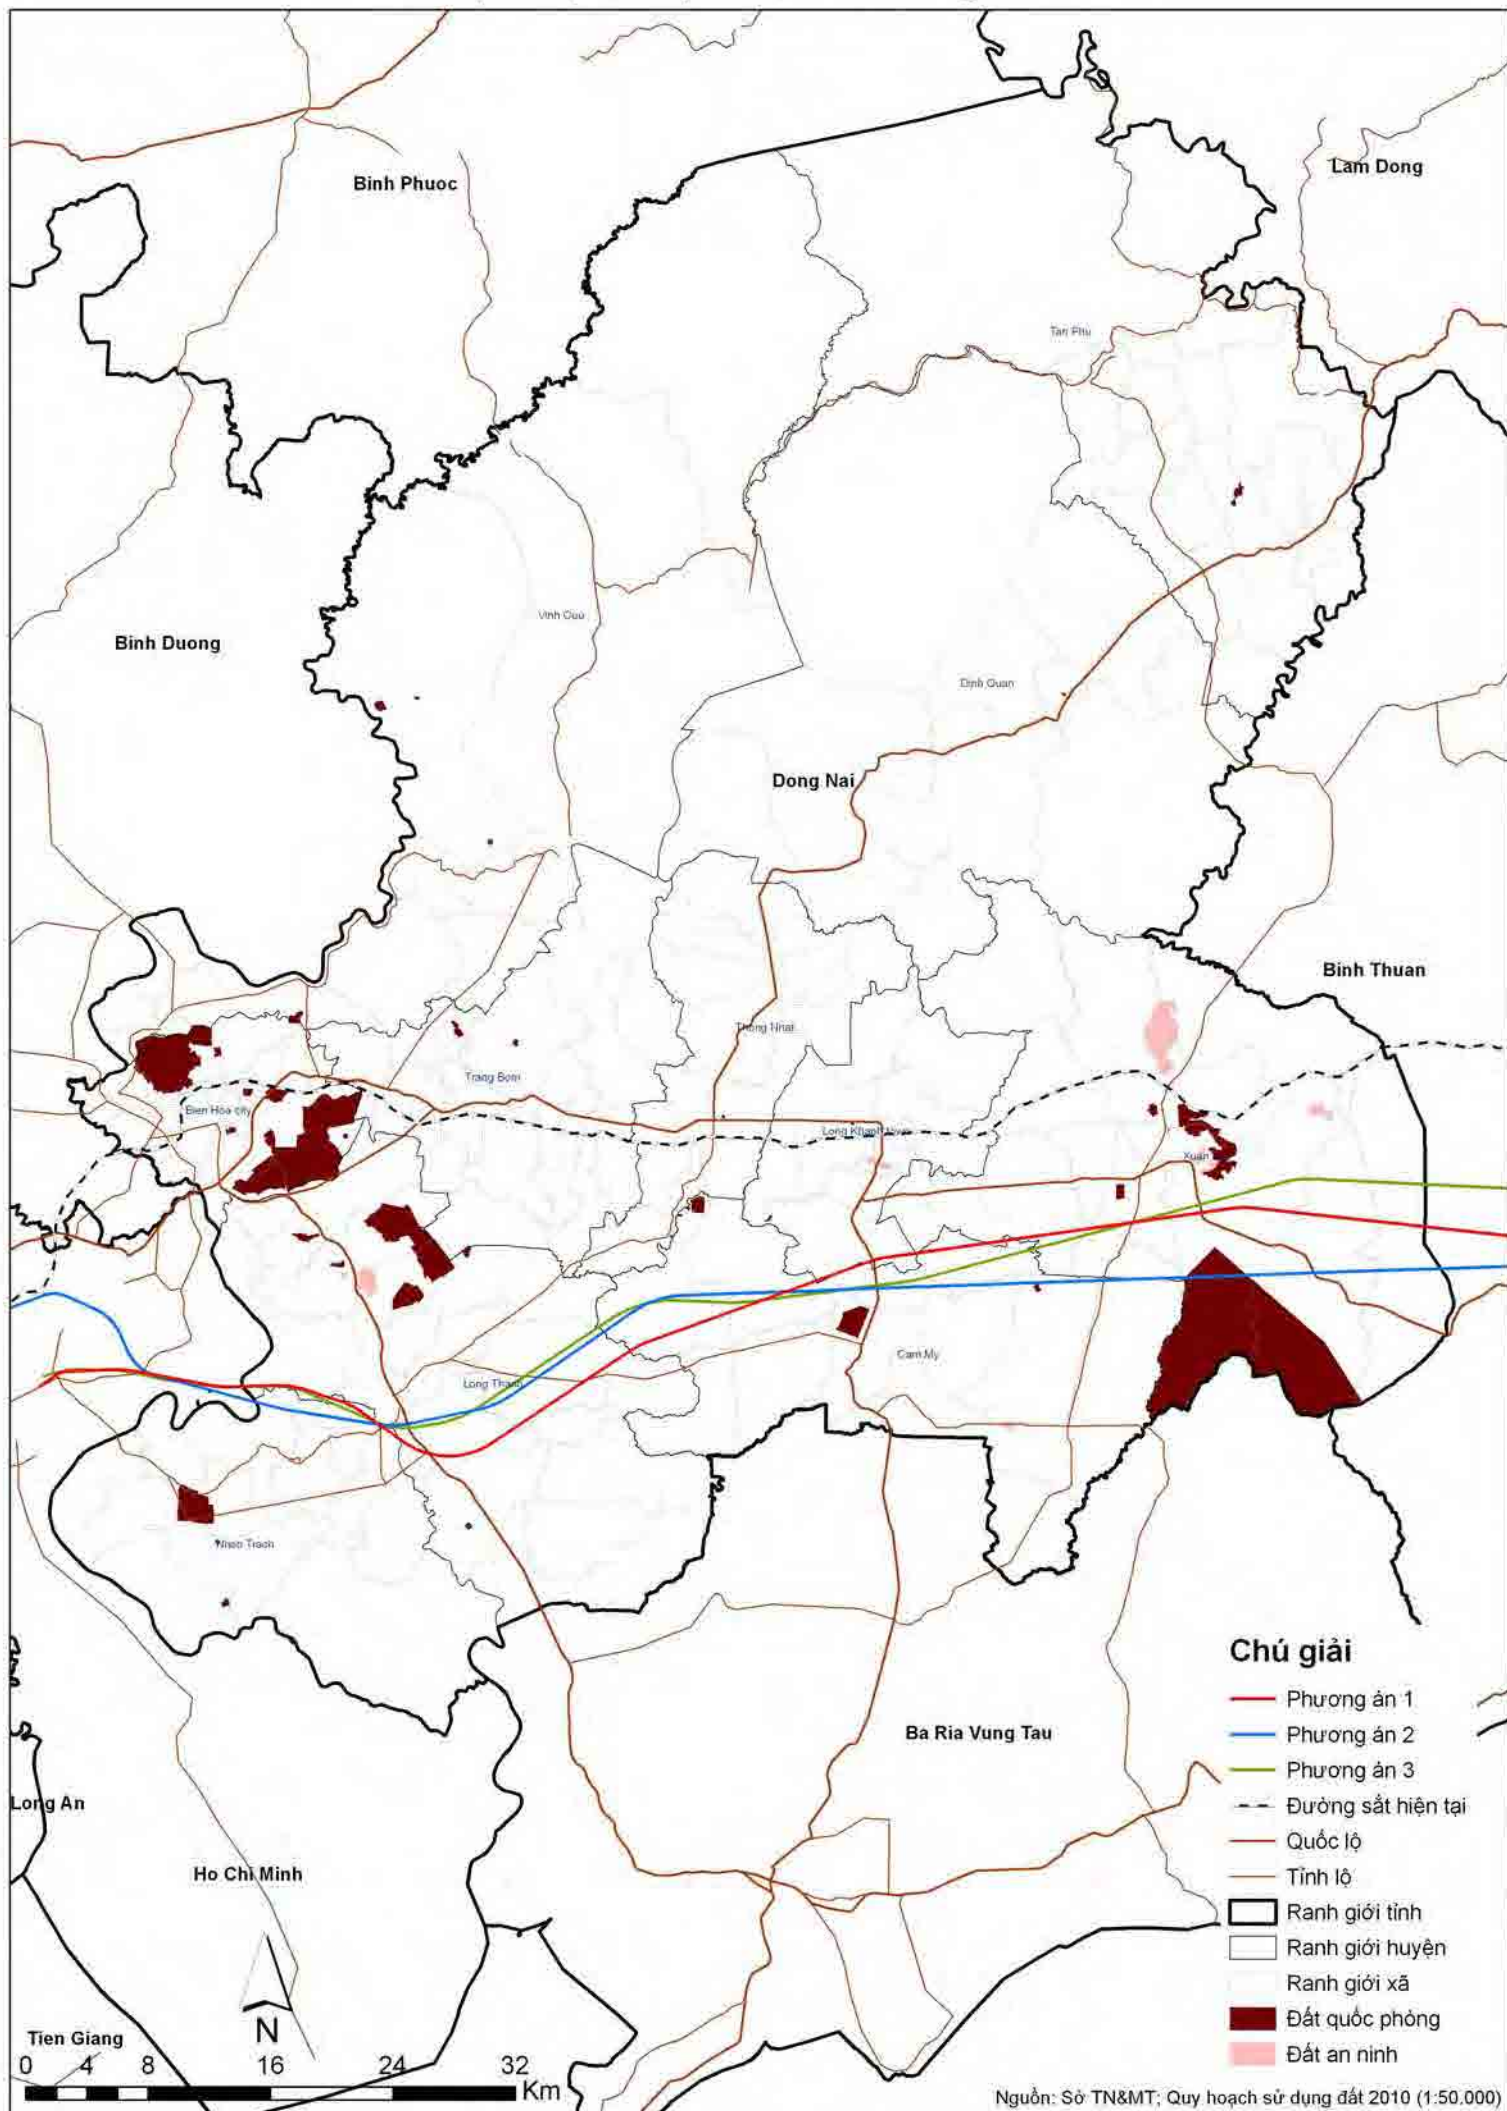 Binh Phuoc
Lam Dong
Tan Phu
Vinh Cuu
Binh Duong
Dinh Quan
Dong Nai
Binh Thuan
Thong Nhat
Trang Bom
Bien Hoa city
Long Khanh
Xuan
Cam My
Long Thanh
Nhon Trach
Chú giải
Phương án 1
Phương án 2
Phương án 3
Đường sắt hiện tại
Quốc lộ
Tỉnh lộ
Ranh giới tỉnh
Ranh giới huyện
Ranh giới xã
Đất quốc phòng
Đất an ninh
Ba Ria Vung Tau
Long An
Ho Chi Minh
N
Tien Giang
0 4 8 16 24 32
Km
Nguồn: Sở TN&MT; Quy hoạch sử dụng đất 2010 (1:50.000)